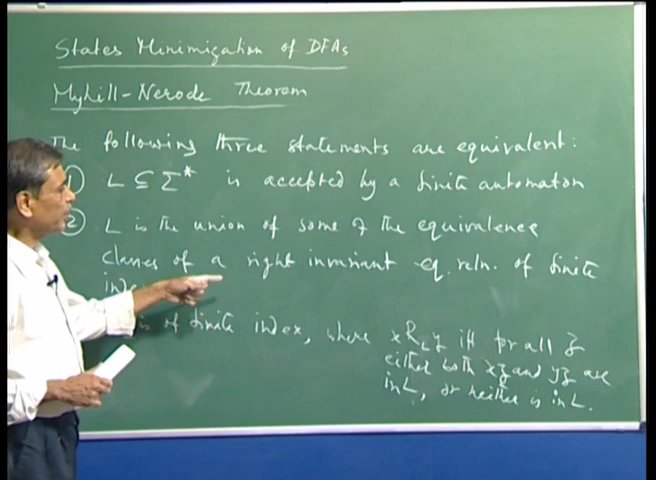 States Minimization of DFAs
Myhill-Nerode Theorem
The following three statements are equivalent:
1 L ⊆ Σ* is accepted by a finite automaton
2 L is the union of some of the equivalence
classes of a right invariant eq. reln. of finite
is of finite index, where x R_L y iff for all z
either both xz and yz are
in L, or neither is in L.